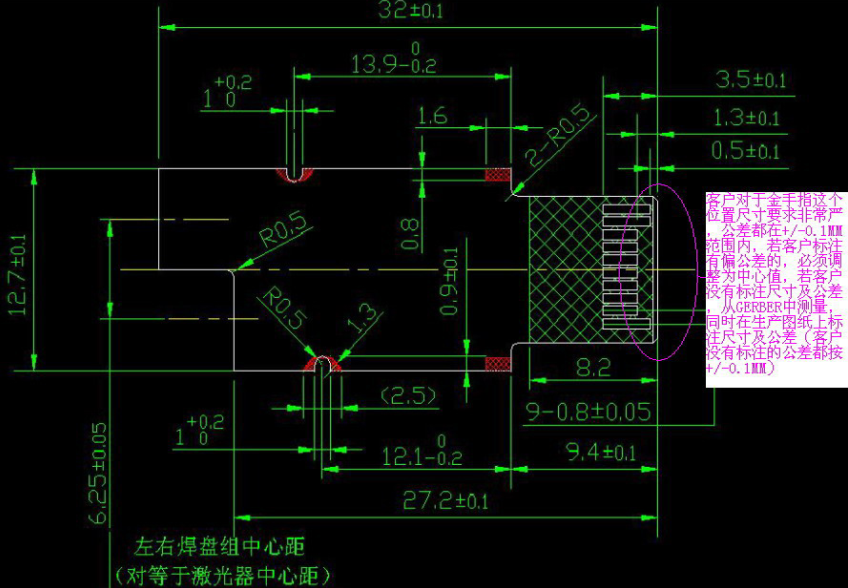 32±0.1
0
13.9-0.2
+0.2
1 0
3.5±0.1
1.6
2-R0.5
1.3±0.1
0.5±0.1
客户对于金手指这个
位置尺寸要求非常严
，公差都在+/-0.1MM
范围内，若客户标注
有偏公差的，必须调
整为中心值，若客户
没有标注尺寸及公差
，从GERBER中测量，
同时在生产图纸上标
注尺寸及公差（客户
没有标注的公差都按
+/-0.1MM）
R0.5
0.8
12.7±0.1
0.9±0.1
R0.5
1.3
8.2
(2.5)
9-0.8±0.05
+0.2
1 0
0
12.1-0.2
9.4±0.1
6.25±0.05
27.2±0.1
左右焊盘组中心距
（对等于激光器中心距）